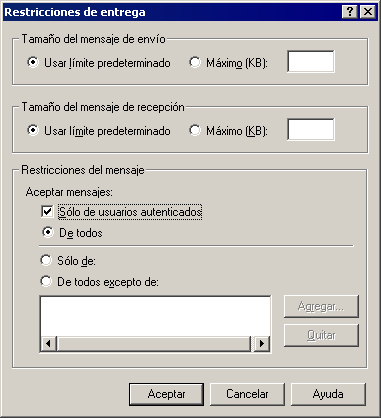 Restricciones de entrega
Tamaño del mensaje de envío
Usar límite predeterminado Máximo (KB):
Tamaño del mensaje de recepción
Usar límite predeterminado Máximo (KB):
Restricciones del mensaje
Aceptar mensajes:
Sólo de usuarios autenticados
De todos
Sólo de:
De todos excepto de:
Agregar...
Quitar
Aceptar Cancelar Ayuda